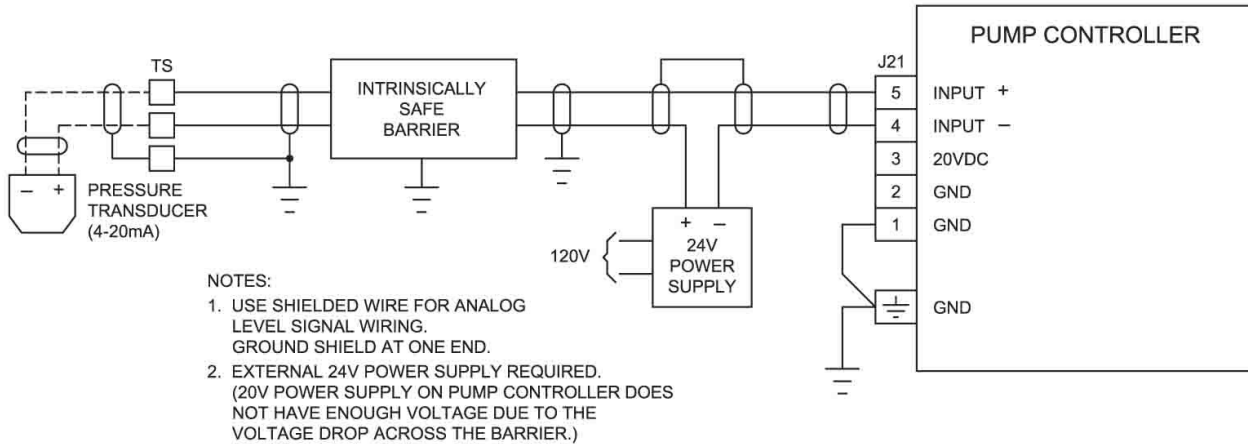 PUMP CONTROLLER
TS
J21
INTRINSICALLY
SAFE
BARRIER
5 INPUT +
4 INPUT –
3 20VDC
2 GND
1 GND
GND
– +
PRESSURE
TRANSDUCER
(4-20mA)
+ –
24V
POWER
SUPPLY
120V
NOTES:
1. USE SHIELDED WIRE FOR ANALOG
LEVEL SIGNAL WIRING.
GROUND SHIELD AT ONE END.
2. EXTERNAL 24V POWER SUPPLY REQUIRED.
(20V POWER SUPPLY ON PUMP CONTROLLER DOES
NOT HAVE ENOUGH VOLTAGE DUE TO THE
VOLTAGE DROP ACROSS THE BARRIER.)